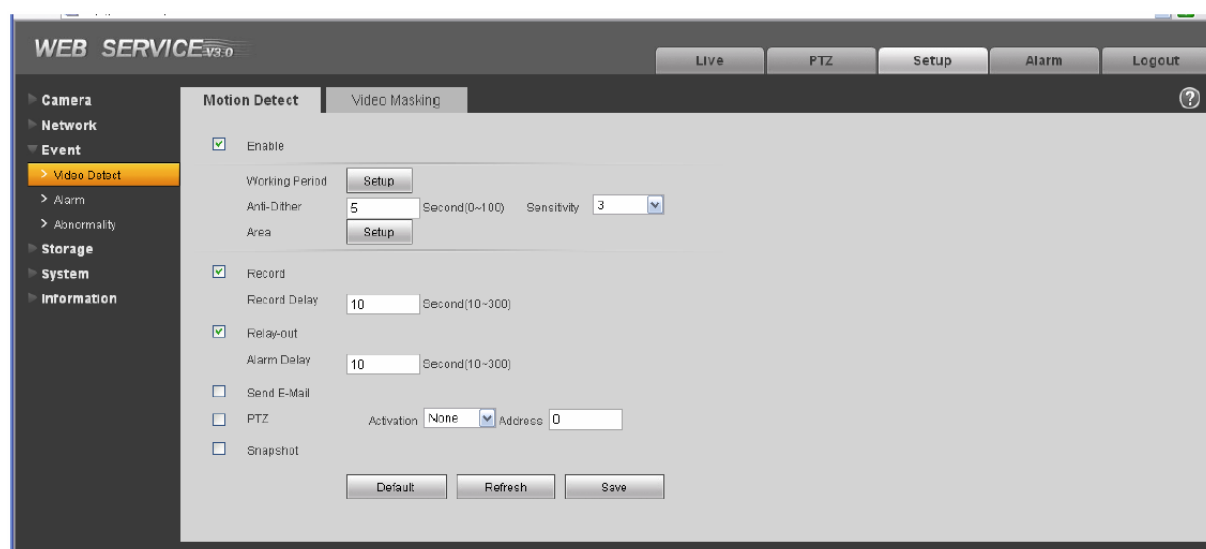 WEB SERVICE V3.0
Live PTZ Setup Alarm Logout
Camera
Network
Event
> Video Detect
> Alarm
> Abnormality
Storage
System
Information
Motion Detect Video Masking ?
Enable
Working Period Setup
Anti-Dither 5 Second(0~100) Sensitivity 3
Area Setup
Record
Record Delay 10 Second(10~300)
Relay-out
Alarm Delay 10 Second(10~300)
Send E-Mail
PTZ Activation None Address 0
Snapshot
Default Refresh Save